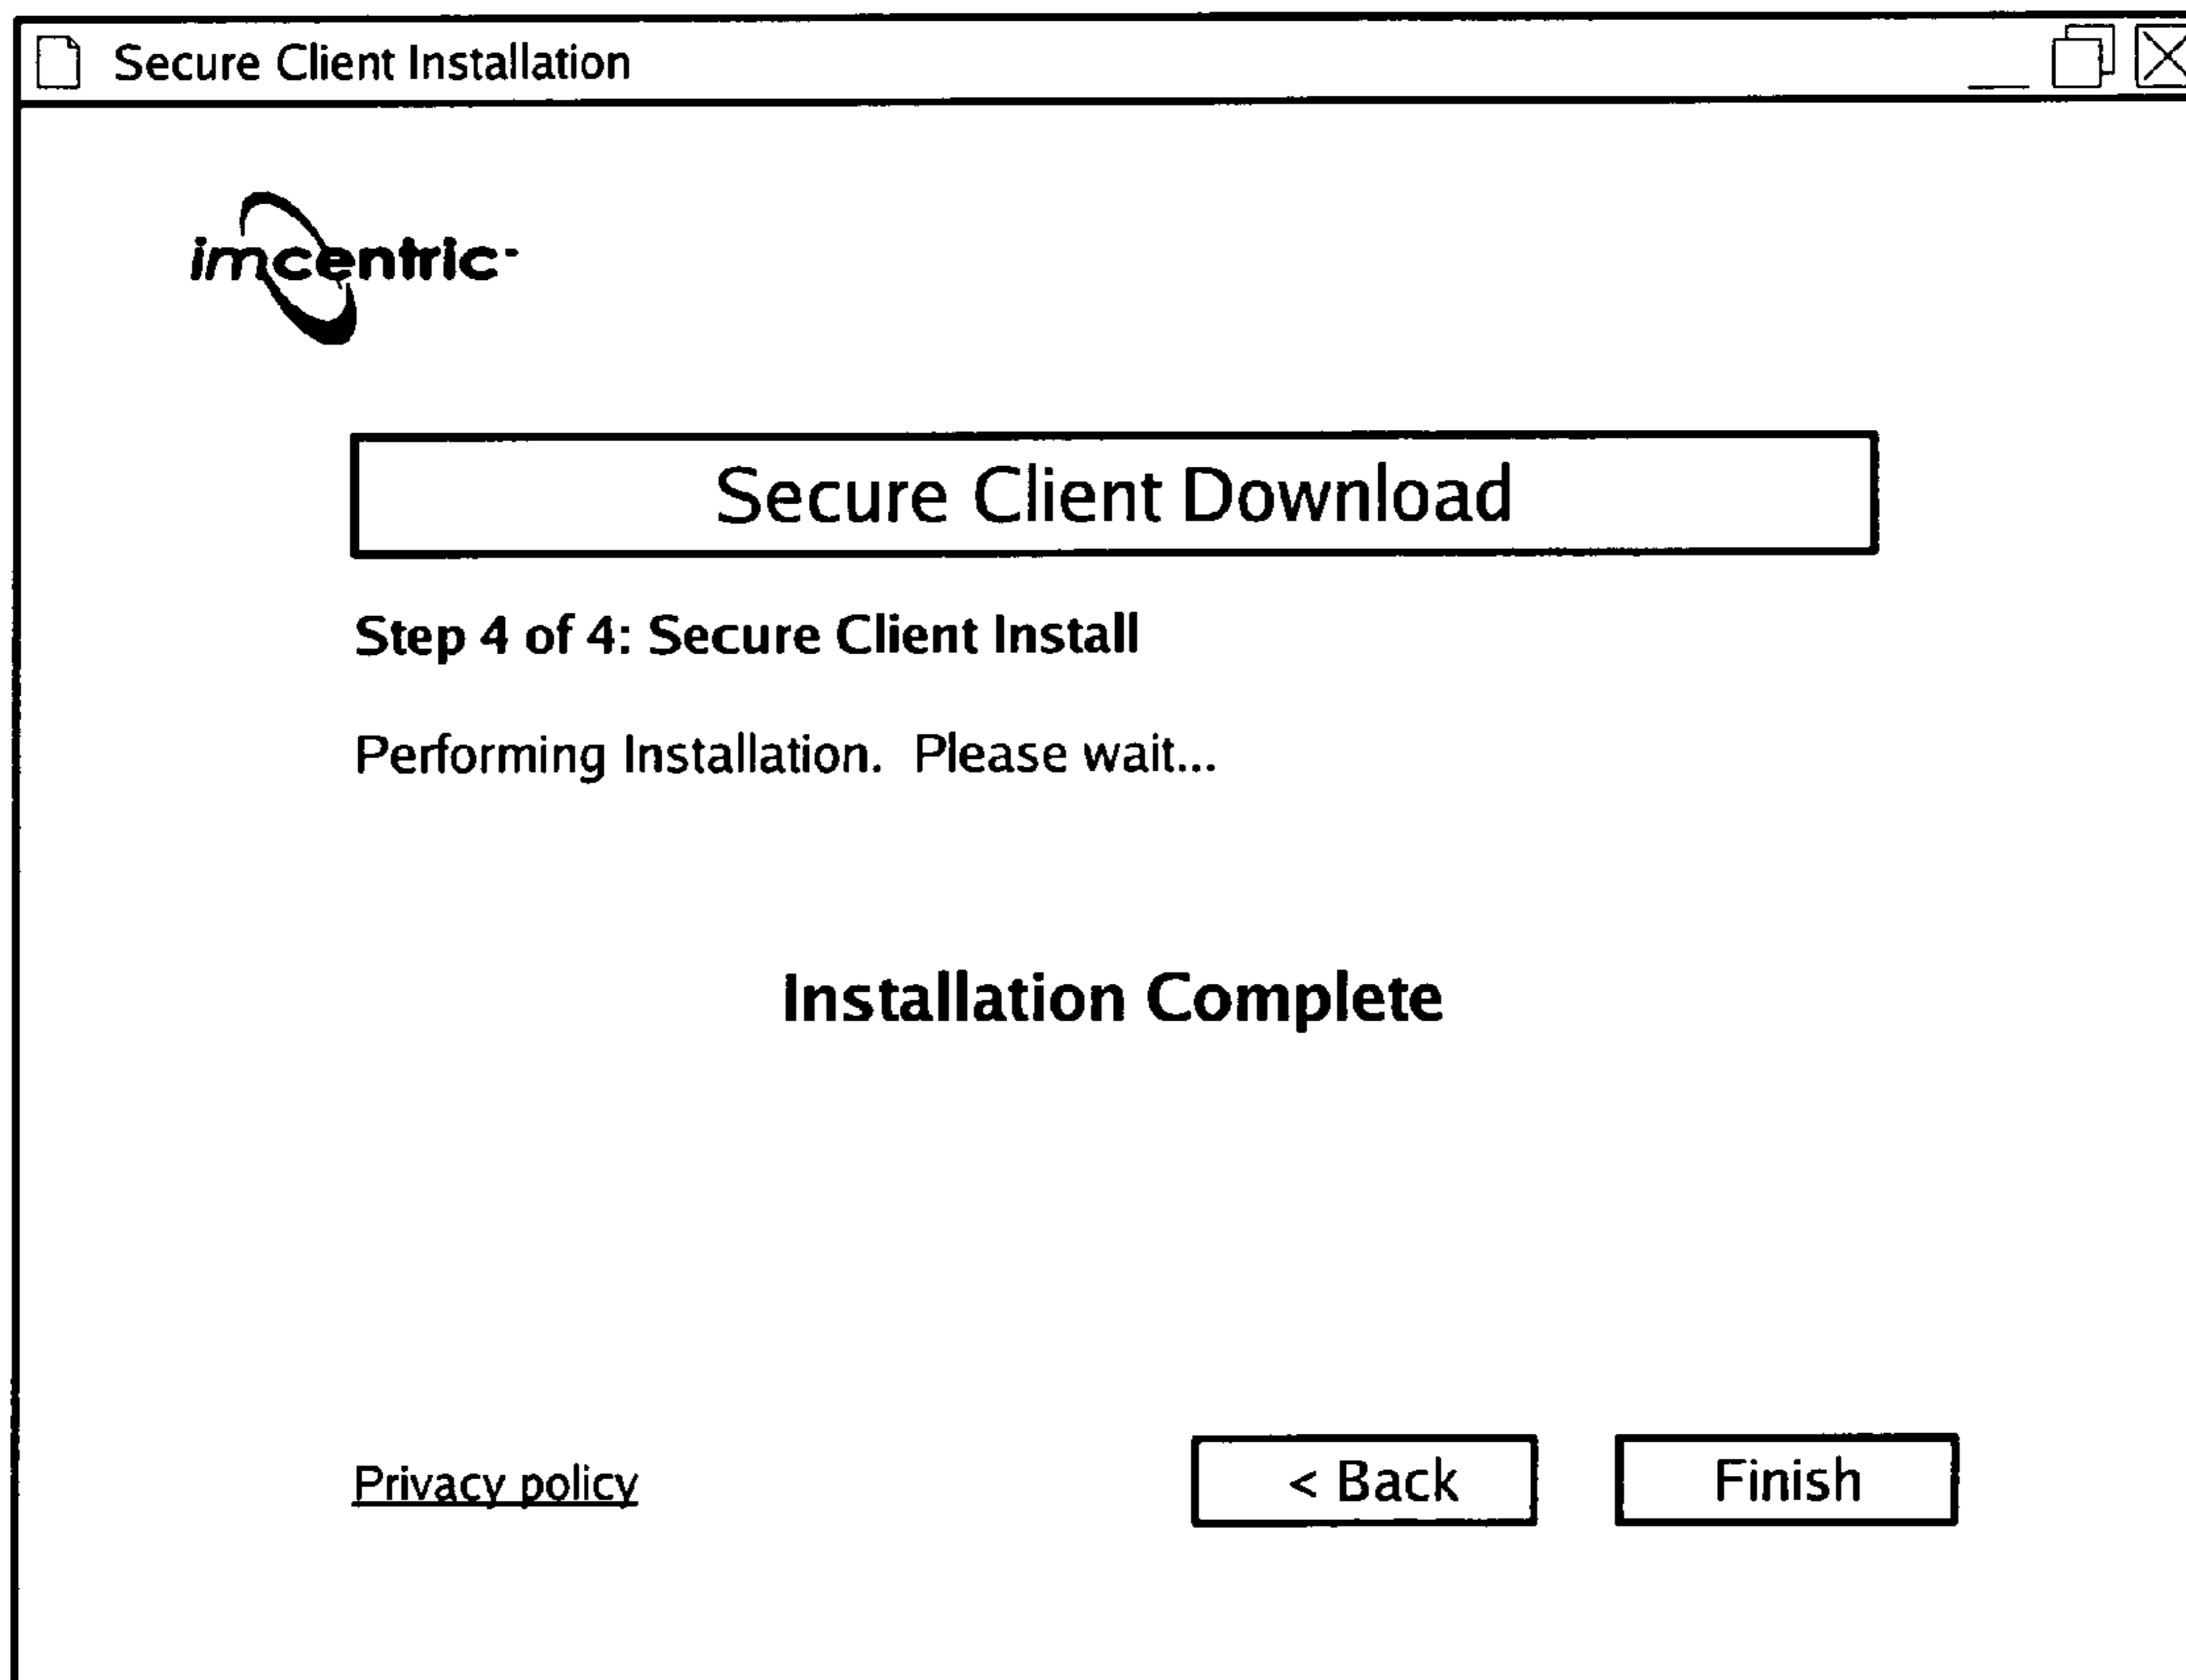 Secure Client Installation
imcentric
Secure Client Download
Step 4 of 4: Secure Client Install
Performing Installation.  Please wait...
Installation Complete
Privacy policy
< Back
Finish